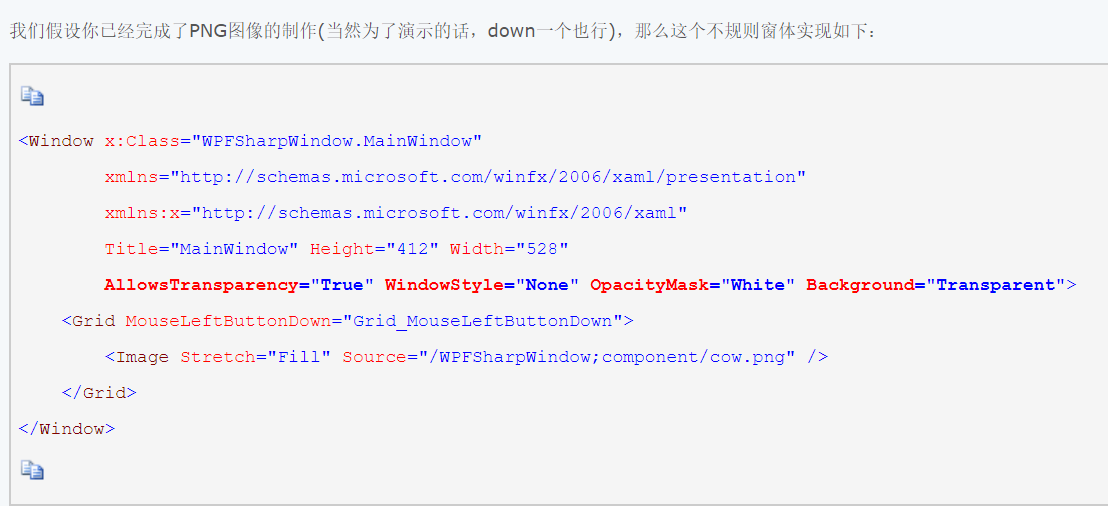 我们假设你已经完成了PNG图像的制作(当然为了演示的话，down一个也行)，那么这个不规则窗体实现如下：
<Window x:Class="WPFSharpWindow.MainWindow"
xmlns="http://schemas.microsoft.com/winfx/2006/xaml/presentation"
xmlns:x="http://schemas.microsoft.com/winfx/2006/xaml"
Title="MainWindow" Height="412" Width="528"
AllowsTransparency="True" WindowStyle="None" OpacityMask="White" Background="Transparent">
<Grid MouseLeftButtonDown="Grid_MouseLeftButtonDown">
<Image Stretch="Fill" Source="/WPFSharpWindow;component/cow.png" />
</Grid>
</Window>